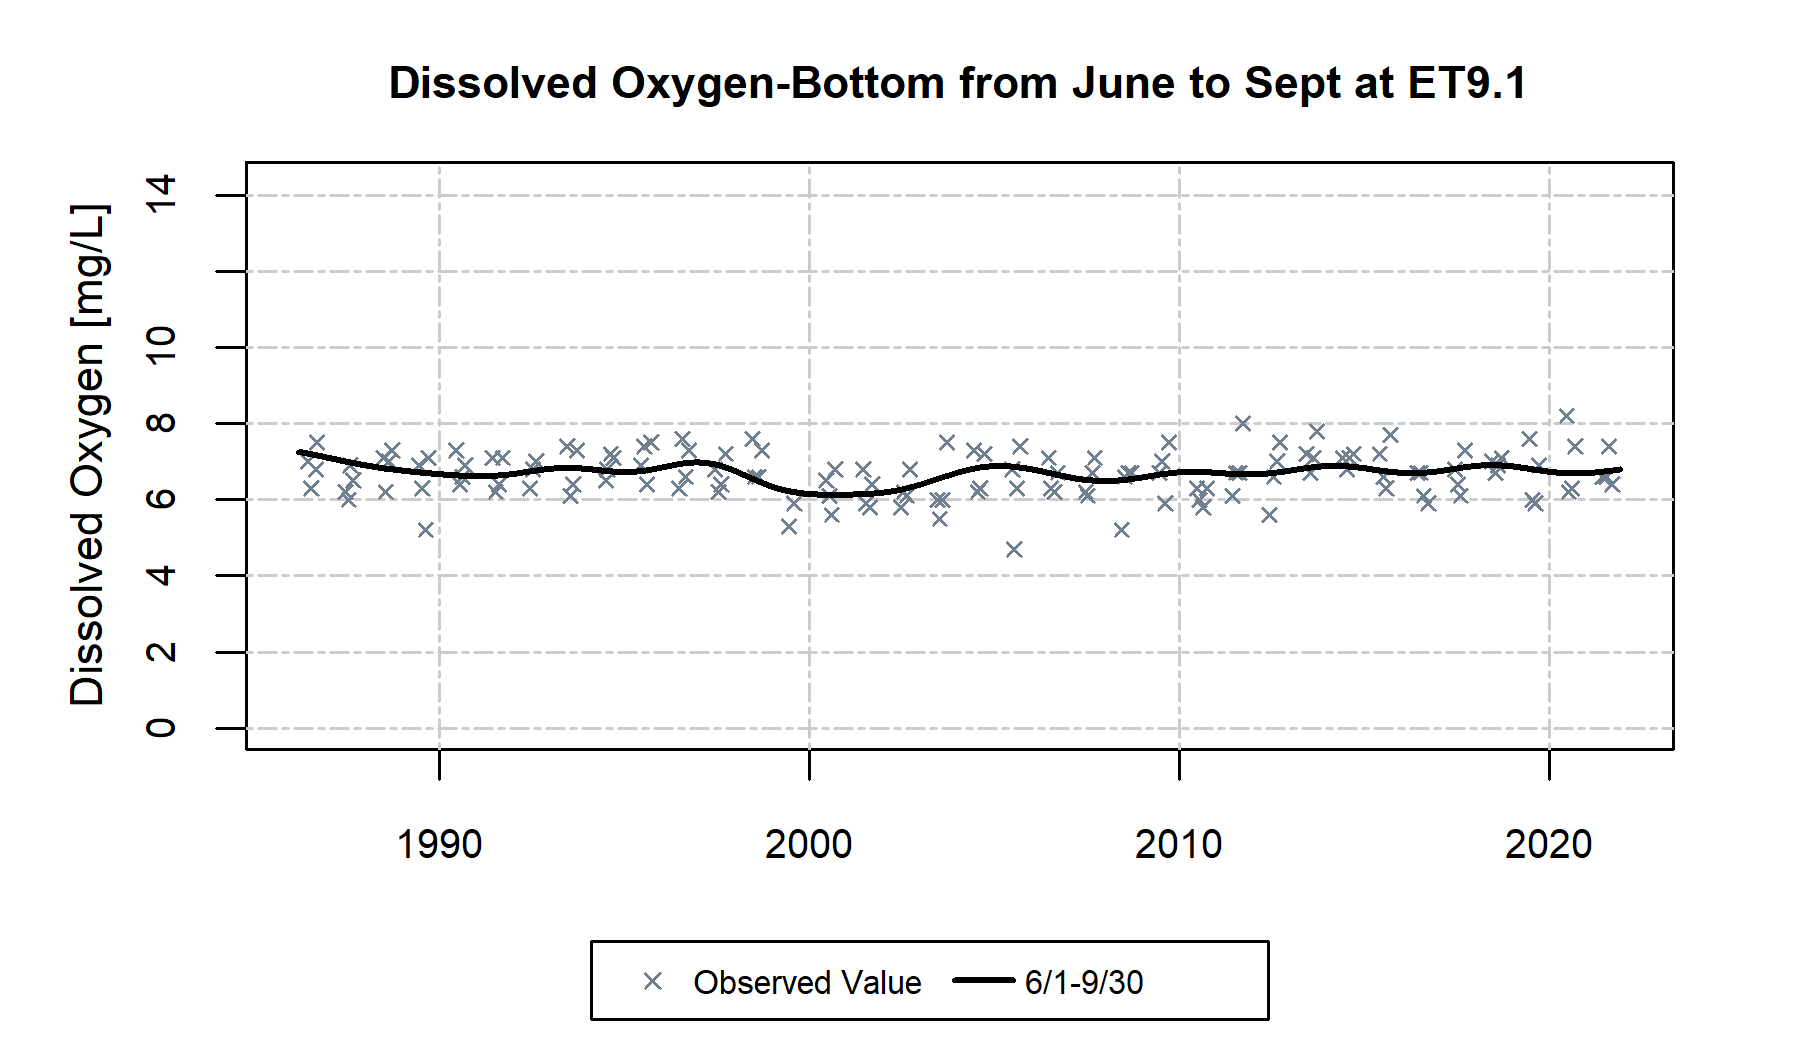 Dissolved Oxygen-Bottom from June to Sept at ET9.1
Dissolved Oxygen [mg/L]
14
10
8
6
4
2
0
1990 2000 2010 2020
Observed Value 6/1-9/30